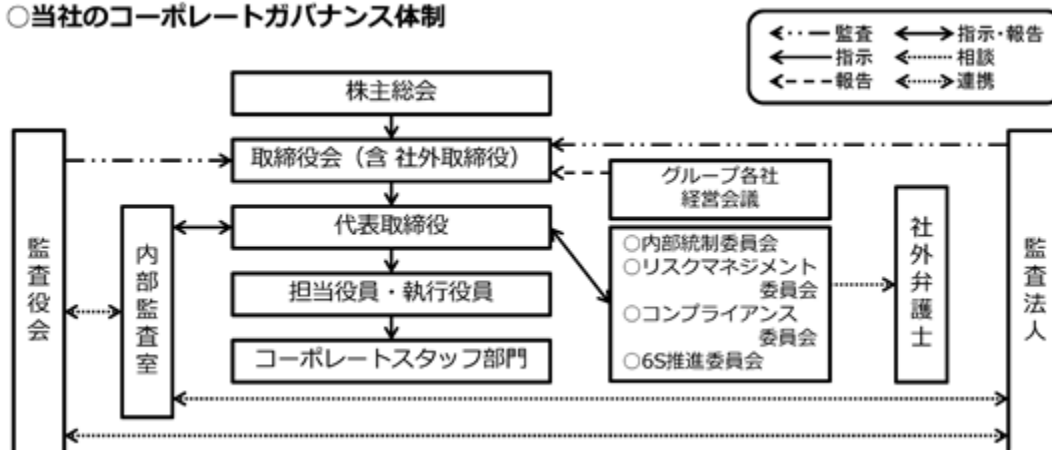 ○当社のコーポレートガバナンス体制
監査
指示・報告
指示
相談
報告
連携
株主総会
取締役会（含 社外取締役）
グループ各社
経営会議
代表取締役
○内部統制委員会
○リスクマネジメント
委員会
○コンプライアンス
委員会
○6S推進委員会
担当役員・執行役員
コーポレートスタッフ部門
監査役会
内部監査室
社外弁護士
監査法人